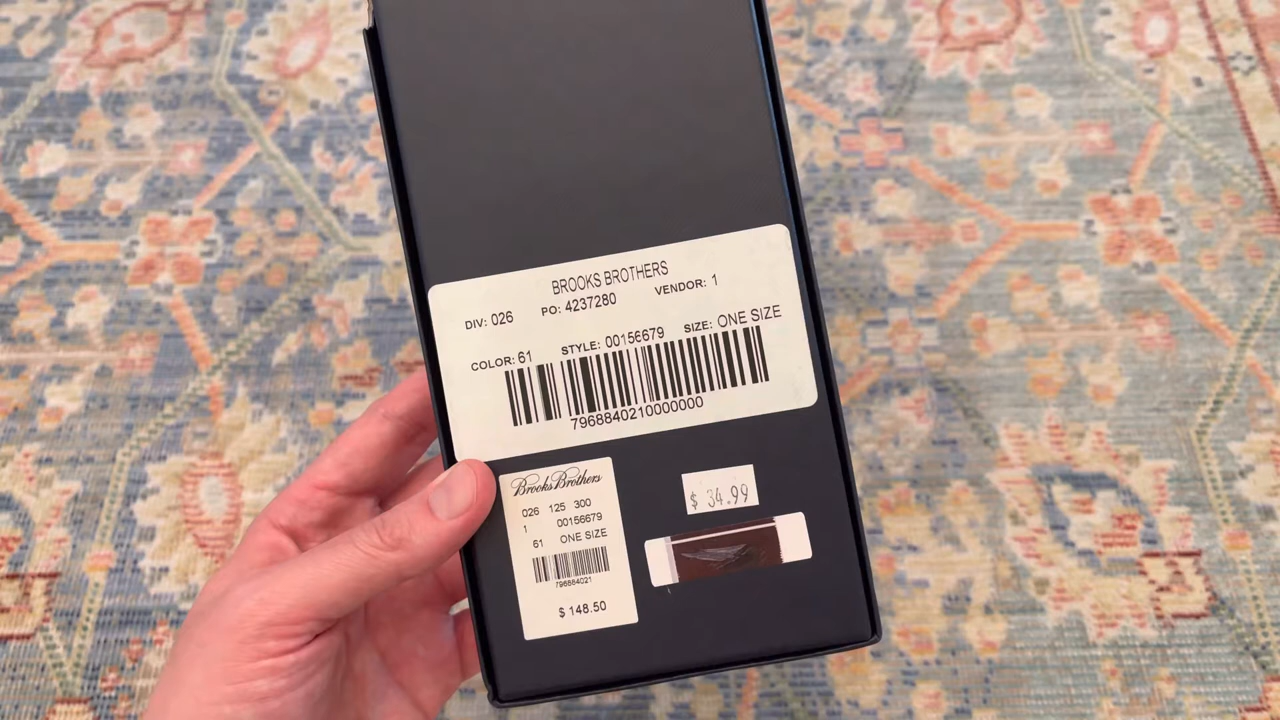 BROOKS BROTHERS
DIV: 026 PO: 4237280 VENDOR: 1
COLOR: 61 STYLE: 00156679 SIZE: ONE SIZE
7968840210000000
Brooks Brothers
026 125 300
1 00156679
61 ONE SIZE
796884021
$ 148.50
$ 34.99